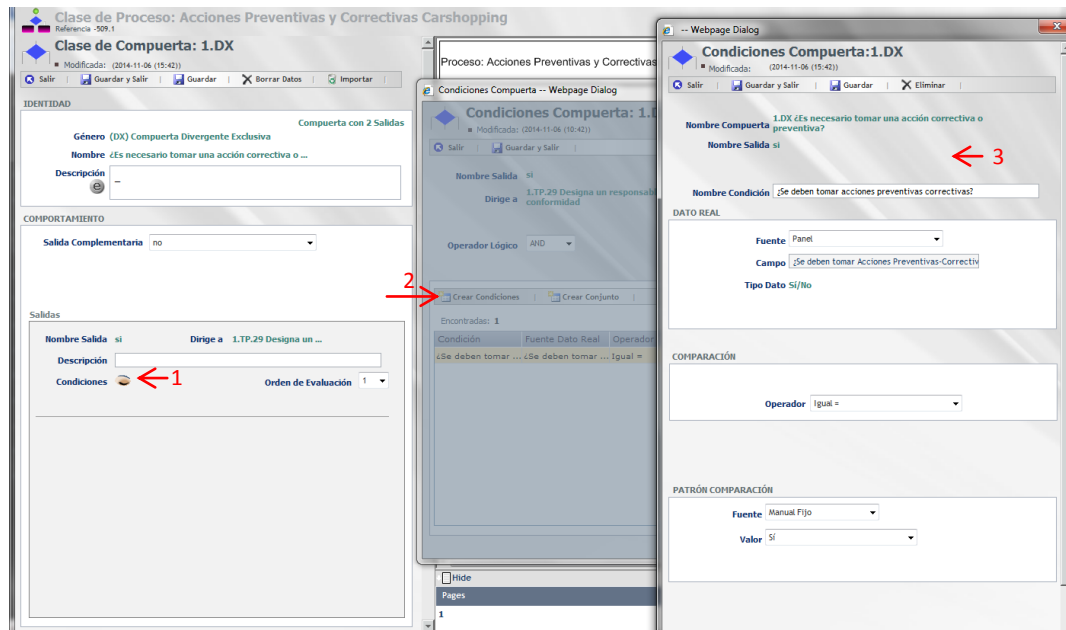 Clase de Proceso: Acciones Preventivas y Correctivas Carshopping
Referencia -509.1
Clase de Compuerta: 1.DX
Modificada: (2014-11-06 (15:42))
Salir Guardar y Salir Guardar Borrar Datos Importar
IDENTIDAD
Compuerta con 2 Salidas
Género (DX) Compuerta Divergente Exclusiva
Nombre ¿Es necesario tomar una acción correctiva o ...
Descripción _
COMPORTAMIENTO
Salida Complementaria no
Salidas
Nombre Salida si Dirige a 1.TP.29 Designa un ...
Descripción
Condiciones 1 Orden de Evaluación 1
Proceso: Acciones Preventivas y Correctivas
Condiciones Compuerta -- Webpage Dialog
Condiciones Compuerta: 1.
Modificada: (2014-11-06 (10:42))
Salir Guardar y Salir
Nombre Salida si
Dirige a 1.TP.29 Designa un responsabl
conformidad
Operador Lógico AND
2
Crear Condiciones Crear Conjunto
Encontradas: 1
Condición Fuente Dato Real Operador
¿Se deben tomar ... ¿Se deben tomar ... Igual =
Hide
Pages
1
-- Webpage Dialog
Condiciones Compuerta:1.DX
Modificada: (2014-11-06 (15:42))
Salir Guardar y Salir Guardar Eliminar
Nombre Compuerta 1.DX ¿Es necesario tomar una acción correctiva o
preventiva?
Nombre Salida si
3
Nombre Condición ¿Se deben tomar acciones preventivas correctivas?
DATO REAL
Fuente Panel
Campo ¿Se deben tomar Acciones Preventivas-Correctiv
Tipo Dato Sí/No
COMPARACIÓN
Operador Igual =
PATRÓN COMPARACIÓN
Fuente Manual Fijo
Valor Sí